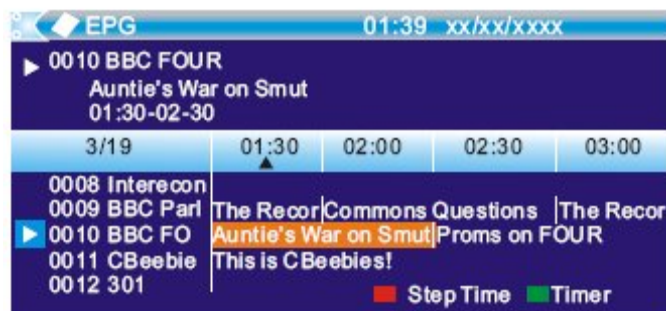 EPG 01:39 xx/xx/xxxx
0010 BBC FOUR
Auntie's War on Smut
01:30-02-30
3/19 01:30 02:00 02:30 03:00
0008 Interecon
0009 BBC Parl The Recor Commons Questions The Recor
0010 BBC FO Auntie's War on Smut Proms on FOUR
0011 CBeebie This is CBeebies!
0012 301
Step Time Timer